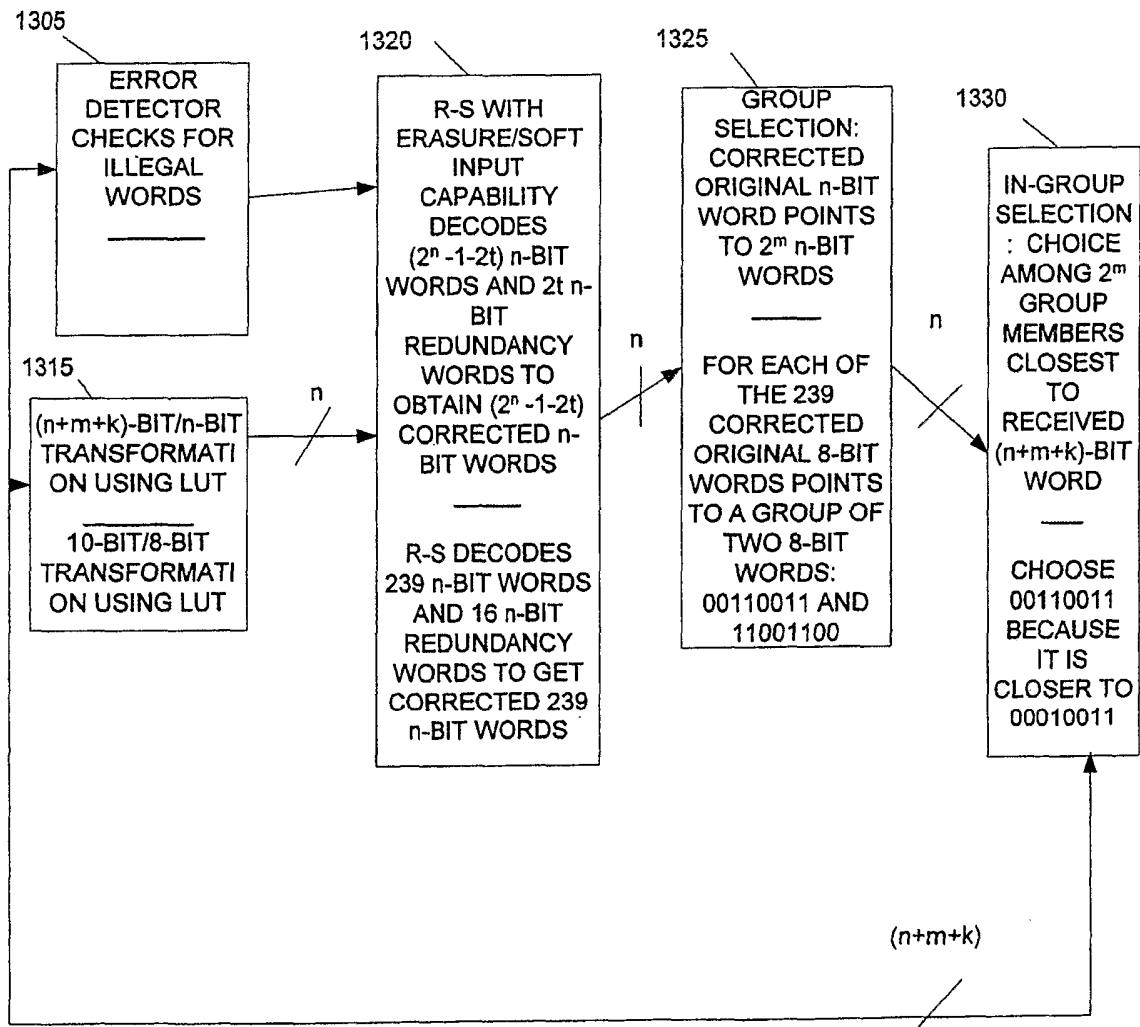 1305
ERROR
DETECTOR
CHECKS FOR
ILLEGAL
WORDS
1315
(n+m+k)-BIT/n-BIT
TRANSFORMATI
ON USING LUT
10-BIT/8-BIT
TRANSFORMATI
ON USING LUT
n
1320
R-S WITH
ERASURE/SOFT
INPUT
CAPABILITY
DECODES
(2ⁿ -1-2t) n-BIT
WORDS AND 2t n-
BIT
REDUNDANCY
WORDS TO
OBTAIN (2ⁿ -1-2t)
CORRECTED n-
BIT WORDS
R-S DECODES
239 n-BIT WORDS
AND 16 n-BIT
REDUNDANCY
WORDS TO GET
CORRECTED 239
n-BIT WORDS
n
1325
GROUP
SELECTION:
CORRECTED
ORIGINAL n-BIT
WORD POINTS
TO 2ᵐ n-BIT
WORDS
FOR EACH OF
THE 239
CORRECTED
ORIGINAL 8-BIT
WORDS POINTS
TO A GROUP OF
TWO 8-BIT
WORDS:
00110011 AND
11001100
n
1330
IN-GROUP
SELECTION
: CHOICE
AMONG 2ᵐ
GROUP
MEMBERS
CLOSEST
TO
RECEIVED
(n+m+k)-BIT
WORD
CHOOSE
00110011
BECAUSE
IT IS
CLOSER TO
00010011
(n+m+k)